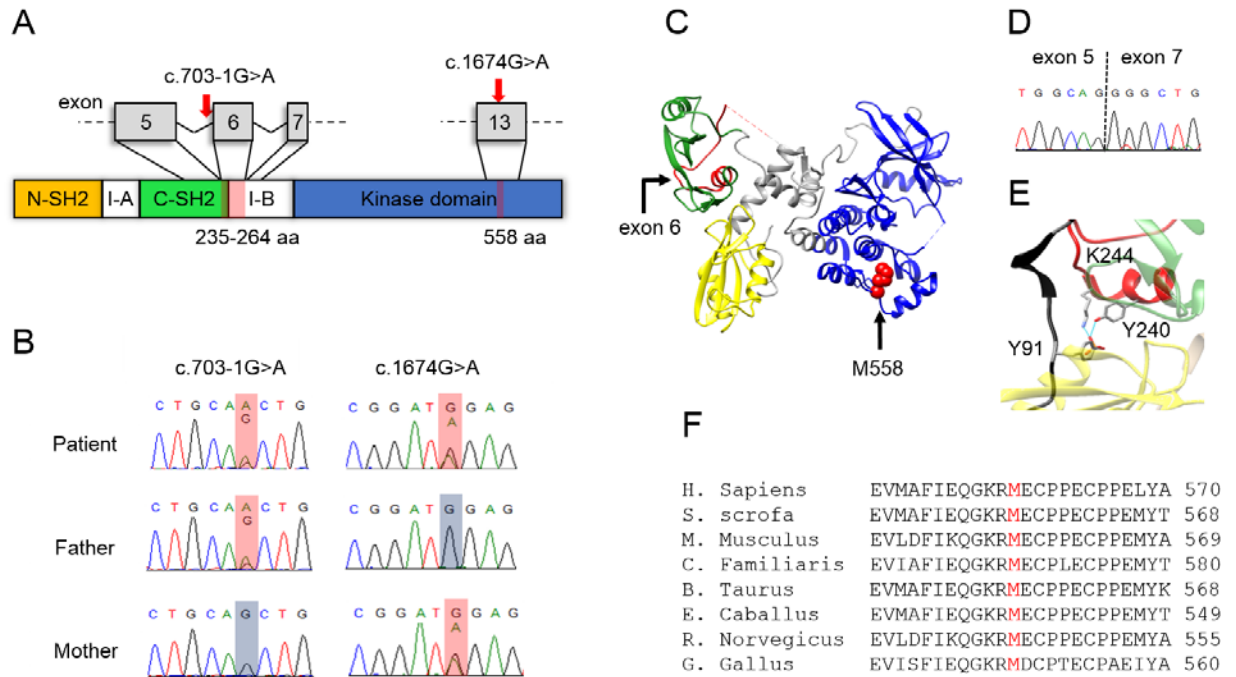 A
c.703-1G>A
c.1674G>A
exon
5
6
7
13
N-SH2
I-A
C-SH2
I-B
Kinase domain
235-264 aa
558 aa
B
c.703-1G>A
c.1674G>A
Patient
C T G C A A C T G
G
C G G A T G G A G
A
Father
C T G C A A C T G
G
C G G A T G G A G
Mother
C T G C A G C T G
C G G A T G G A G
A
C
exon 6
M558
D
exon 5
exon 7
T G G C A G G G G C T G
E
K244
Y91
Y240
F
H. Sapiens EVMAFIEQGKRMECPPECPPELYA 570
S. scrofa EVMAFIEQGKRMECPPECPPEMYT 568
M. Musculus EVLDFIKQGKRMECPPECPPEMYA 569
C. Familiaris EVIAFIEQGKRMECPLECPPEMYT 580
B. Taurus EVMAFIEQGKRMECPPECPPEMYK 568
E. Caballus EVMAFIEQGKRMECPPECPPEMYT 549
R. Norvegicus EVLDFIKQGKRMECPPECPPEMYA 555
G. Gallus EVISFIEQGKRMDCPTECPAEIYA 560